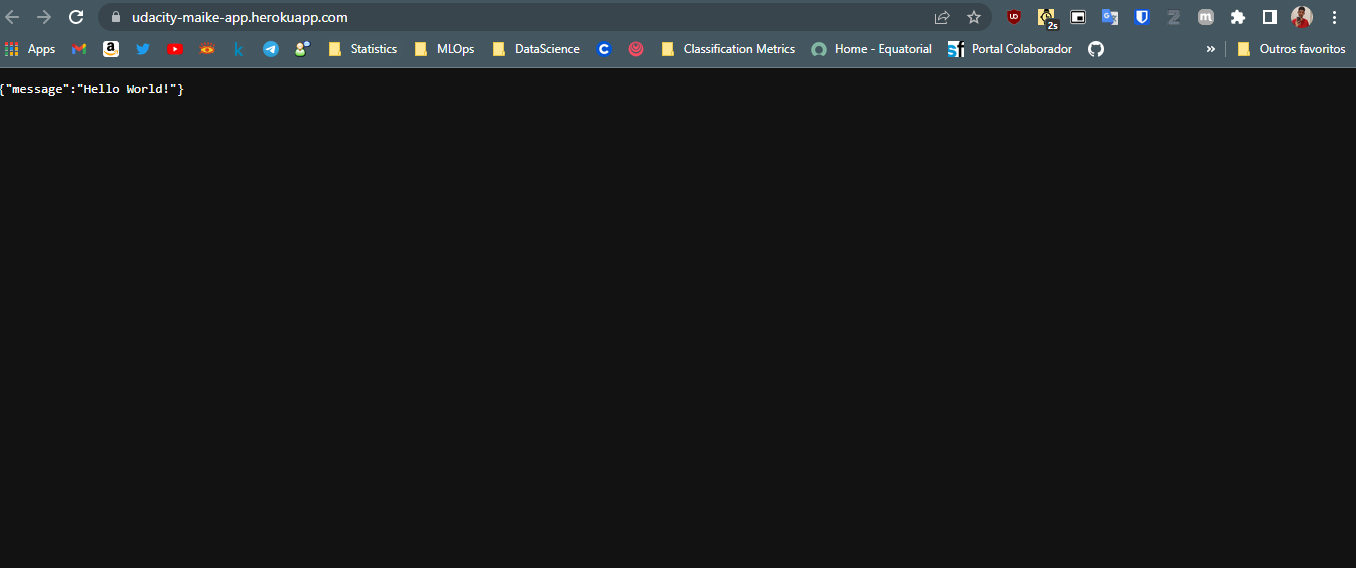 udacity-maike-app.herokuapp.com
2s
Apps Statistics MLOps DataScience Classification Metrics Home - Equatorial Portal Colaborador » Outros favoritos
{"message":"Hello World!"}